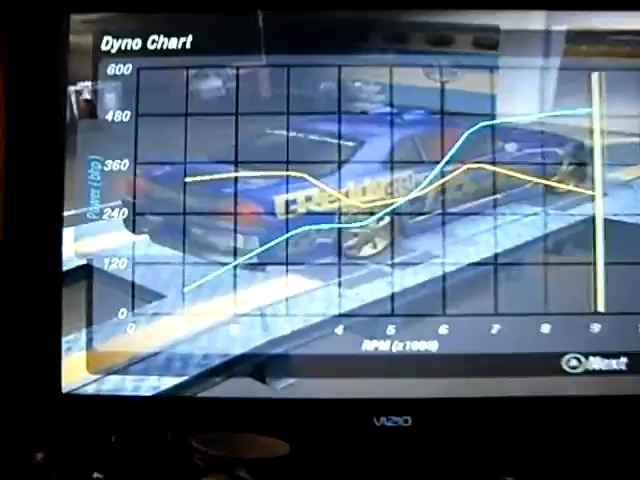 Dyno Chart
600
480
360
240
120
0
Power (bhp)
0 2 3 4 5 6 7 8 9
RPM (x1000)
Next
VIZIO